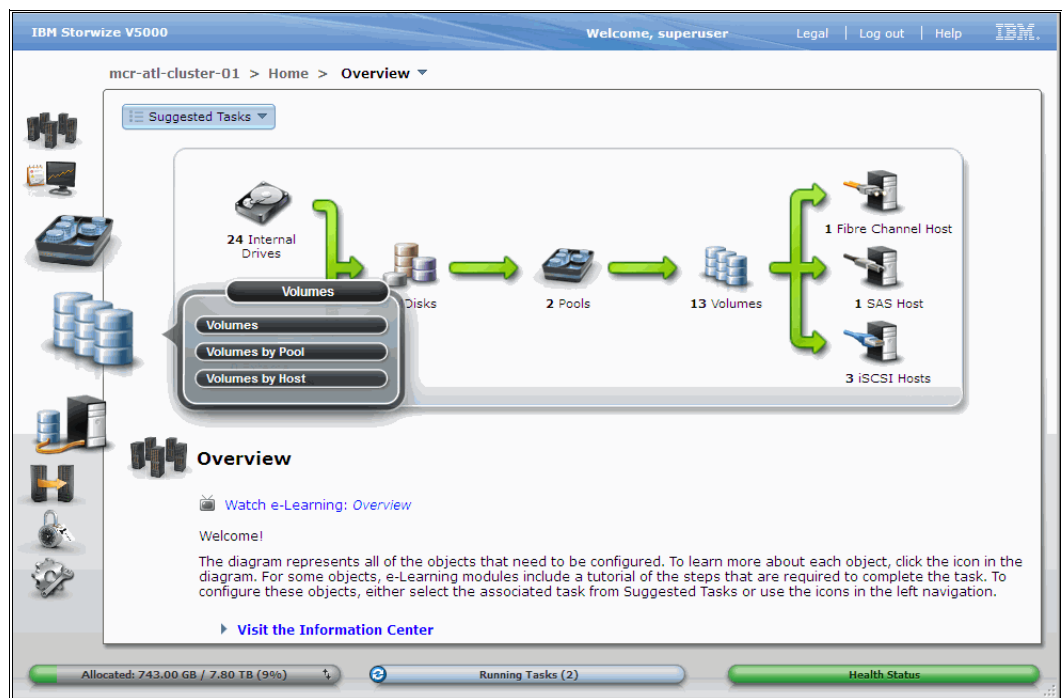 IBM Storwize V5000
Welcome, superuser
Legal | Log out | Help
IBM.
mcr-atl-cluster-01 > Home > Overview
Suggested Tasks
24 Internal
Drives
Disks
2 Pools
13 Volumes
1 Fibre Channel Host
1 SAS Host
3 iSCSI Hosts
Volumes
Volumes
Volumes by Pool
Volumes by Host
Overview
Watch e-Learning: Overview
Welcome!
The diagram represents all of the objects that need to be configured. To learn more about each object, click the icon in the
diagram. For some objects, e-Learning modules include a tutorial of the steps that are required to complete the task. To
configure these objects, either select the associated task from Suggested Tasks or use the icons in the left navigation.
Visit the Information Center
Allocated: 743.00 GB / 7.80 TB (9%)
Running Tasks (2)
Health Status